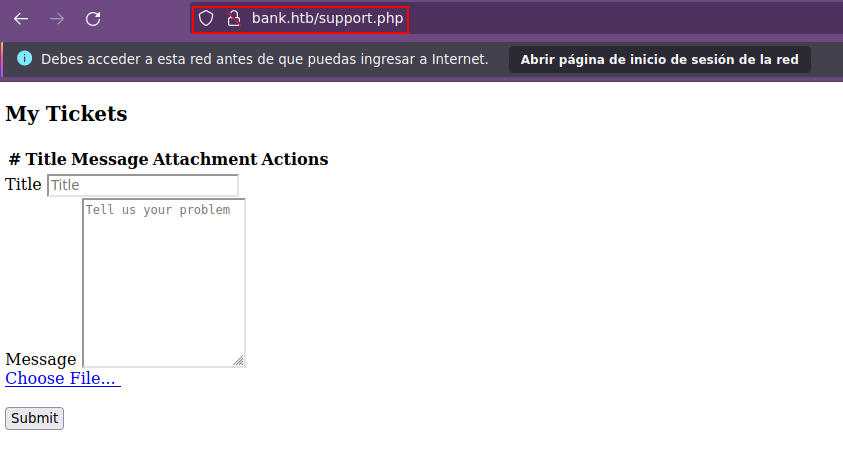 bank.htb/support.php
Debes acceder a esta red antes de que puedas ingresar a Internet. Abrir página de inicio de sesión de la red
My Tickets
# Title Message Attachment Actions
Title Title
Tell us your problem
Message
Choose File...
Submit